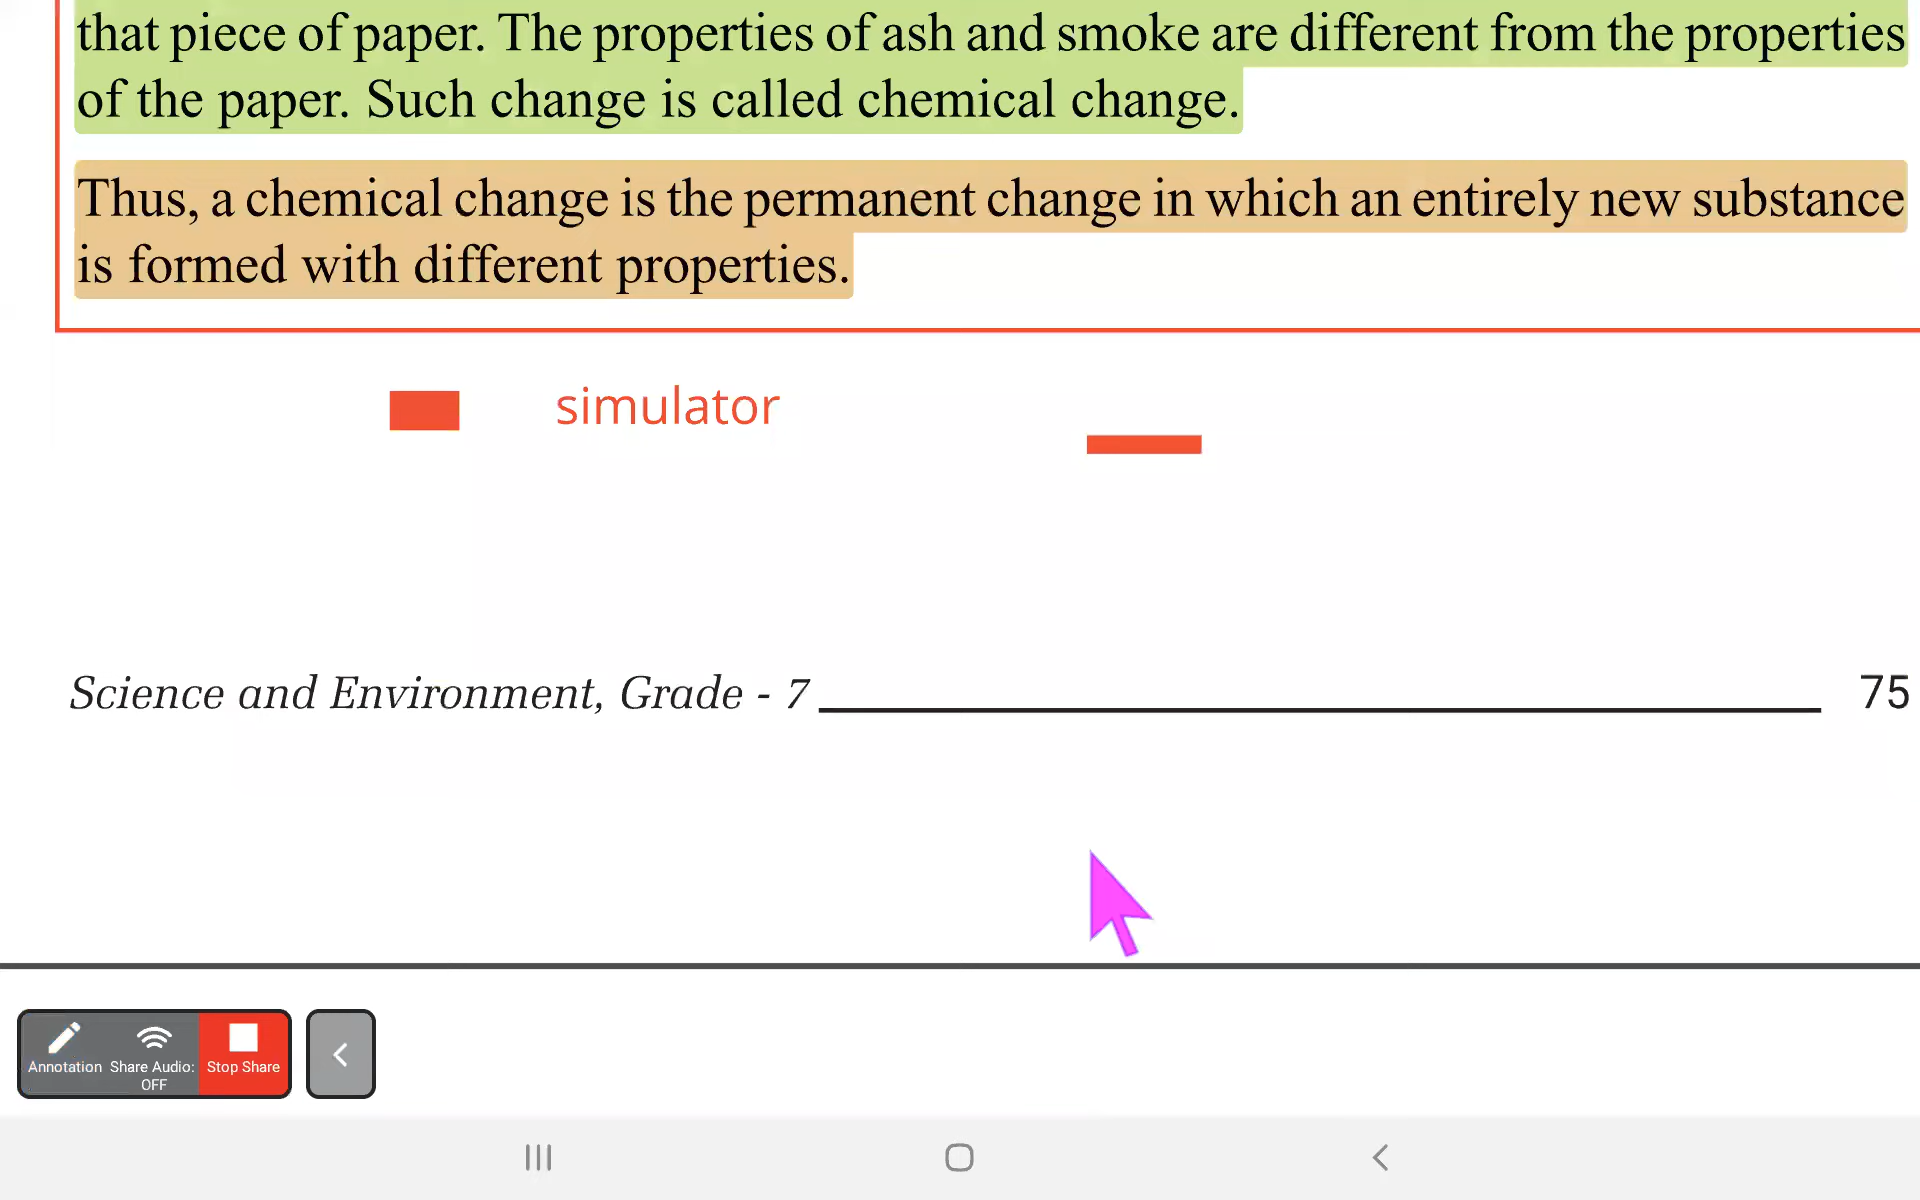 that piece of paper. The properties of ash and smoke are different from the properties
of the paper. Such change is called chemical change.
Thus, a chemical change is the permanent change in which an entirely new substance
is formed with different properties.
simulator
Science and Environment, Grade - 7
75
Annotation
Share Audio:
OFF
Stop Share